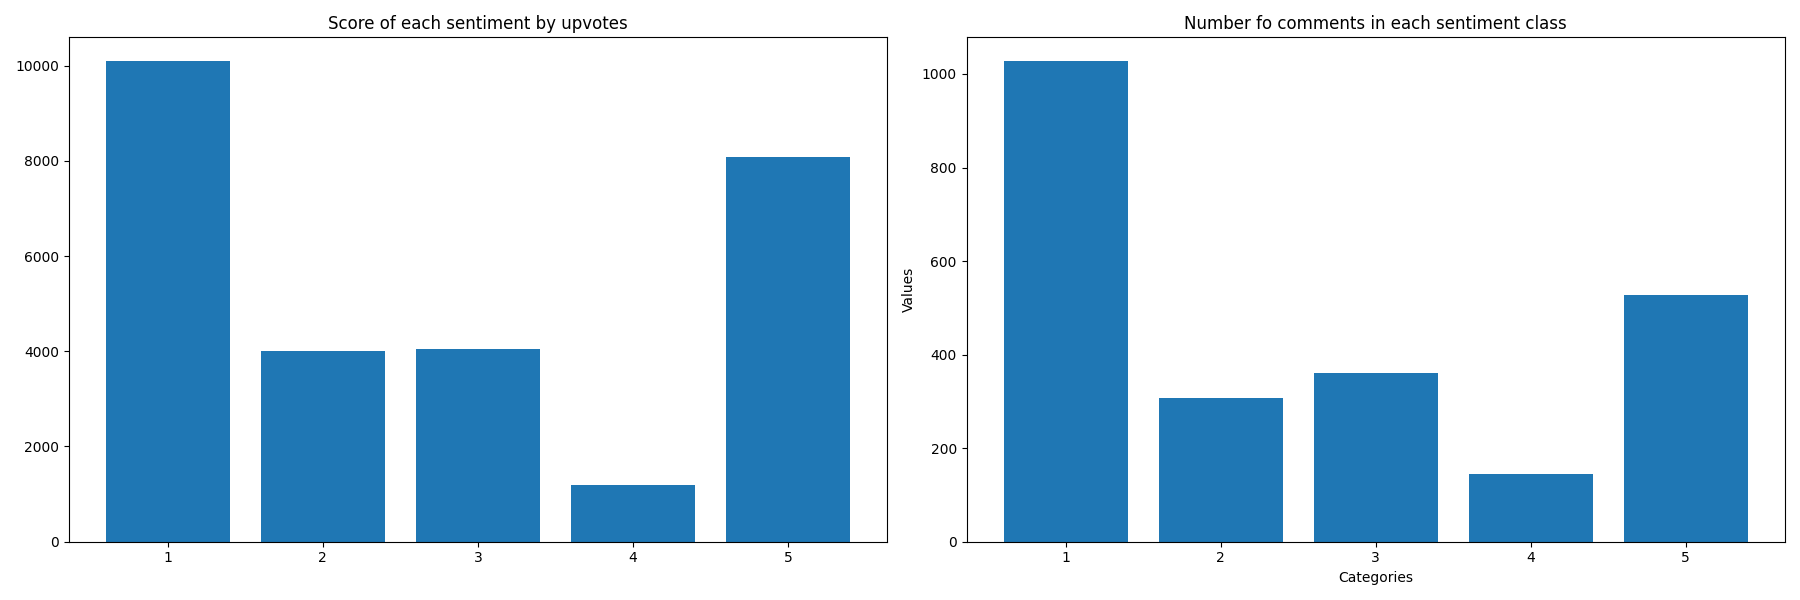 Score of each sentiment by upvotes
10000
8000
6000
4000
2000
0
1 2 3 4 5
Number fo comments in each sentiment class
Values
1000
800
600
400
200
0
1 2 3 4 5
Categories